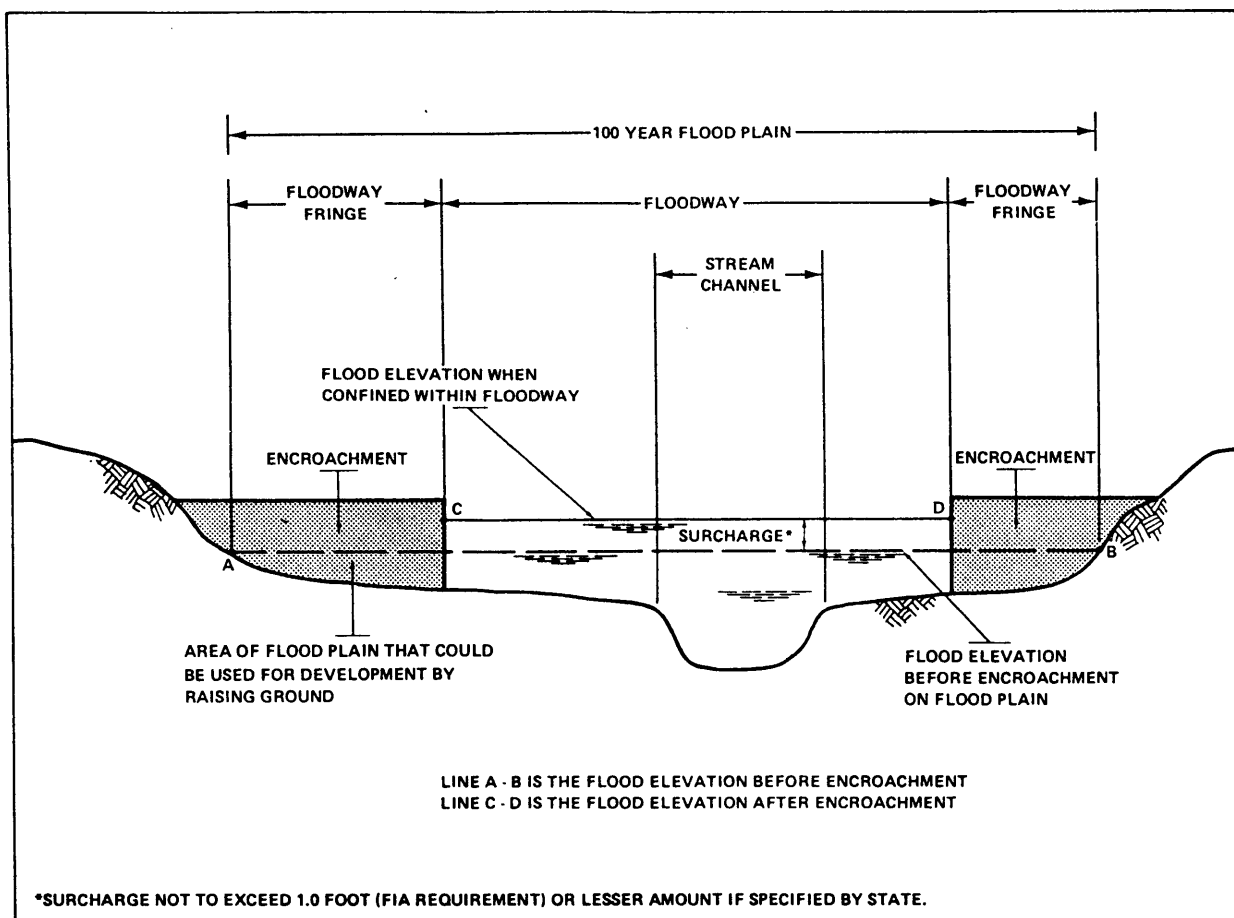 100 YEAR FLOOD PLAIN
FLOODWAY
FRINGE
FLOODWAY
FLOODWAY
FRINGE
STREAM
CHANNEL
FLOOD ELEVATION WHEN
CONFINED WITHIN FLOODWAY
ENCROACHMENT
ENCROACHMENT
C
D
SURCHARGE*
A
B
AREA OF FLOOD PLAIN THAT COULD
BE USED FOR DEVELOPMENT BY
RAISING GROUND
FLOOD ELEVATION
BEFORE ENCROACHMENT
ON FLOOD PLAIN
LINE A - B IS THE FLOOD ELEVATION BEFORE ENCROACHMENT
LINE C - D IS THE FLOOD ELEVATION AFTER ENCROACHMENT
*SURCHARGE NOT TO EXCEED 1.0 FOOT (FIA REQUIREMENT) OR LESSER AMOUNT IF SPECIFIED BY STATE.